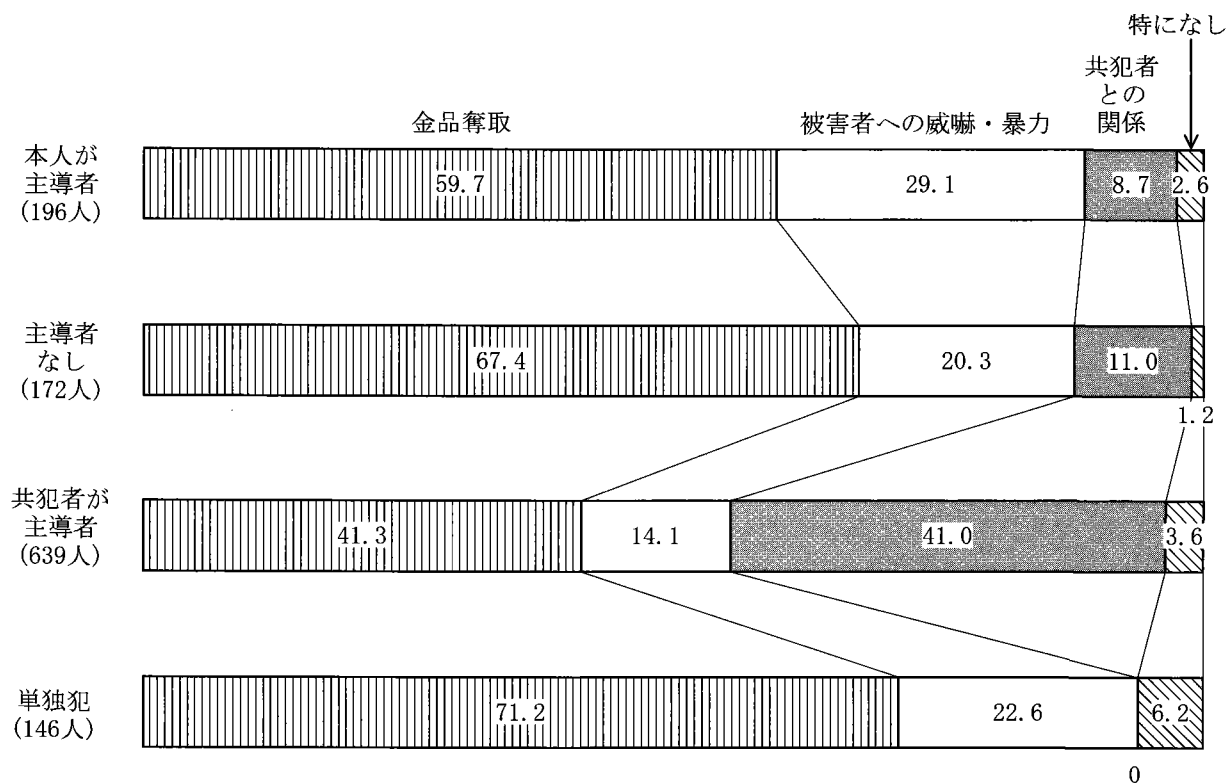 特になし
共犯者
との
関係
金品奪取 被害者への威嚇・暴力
本人が
主導者
(196人)
59.7 29.1 8.7 2.6
主導者
なし
(172人)
67.4 20.3 11.0
1.2
共犯者が
主導者
(639人)
41.3 14.1 41.0 3.6
単独犯
(146人)
71.2 22.6 6.2
0